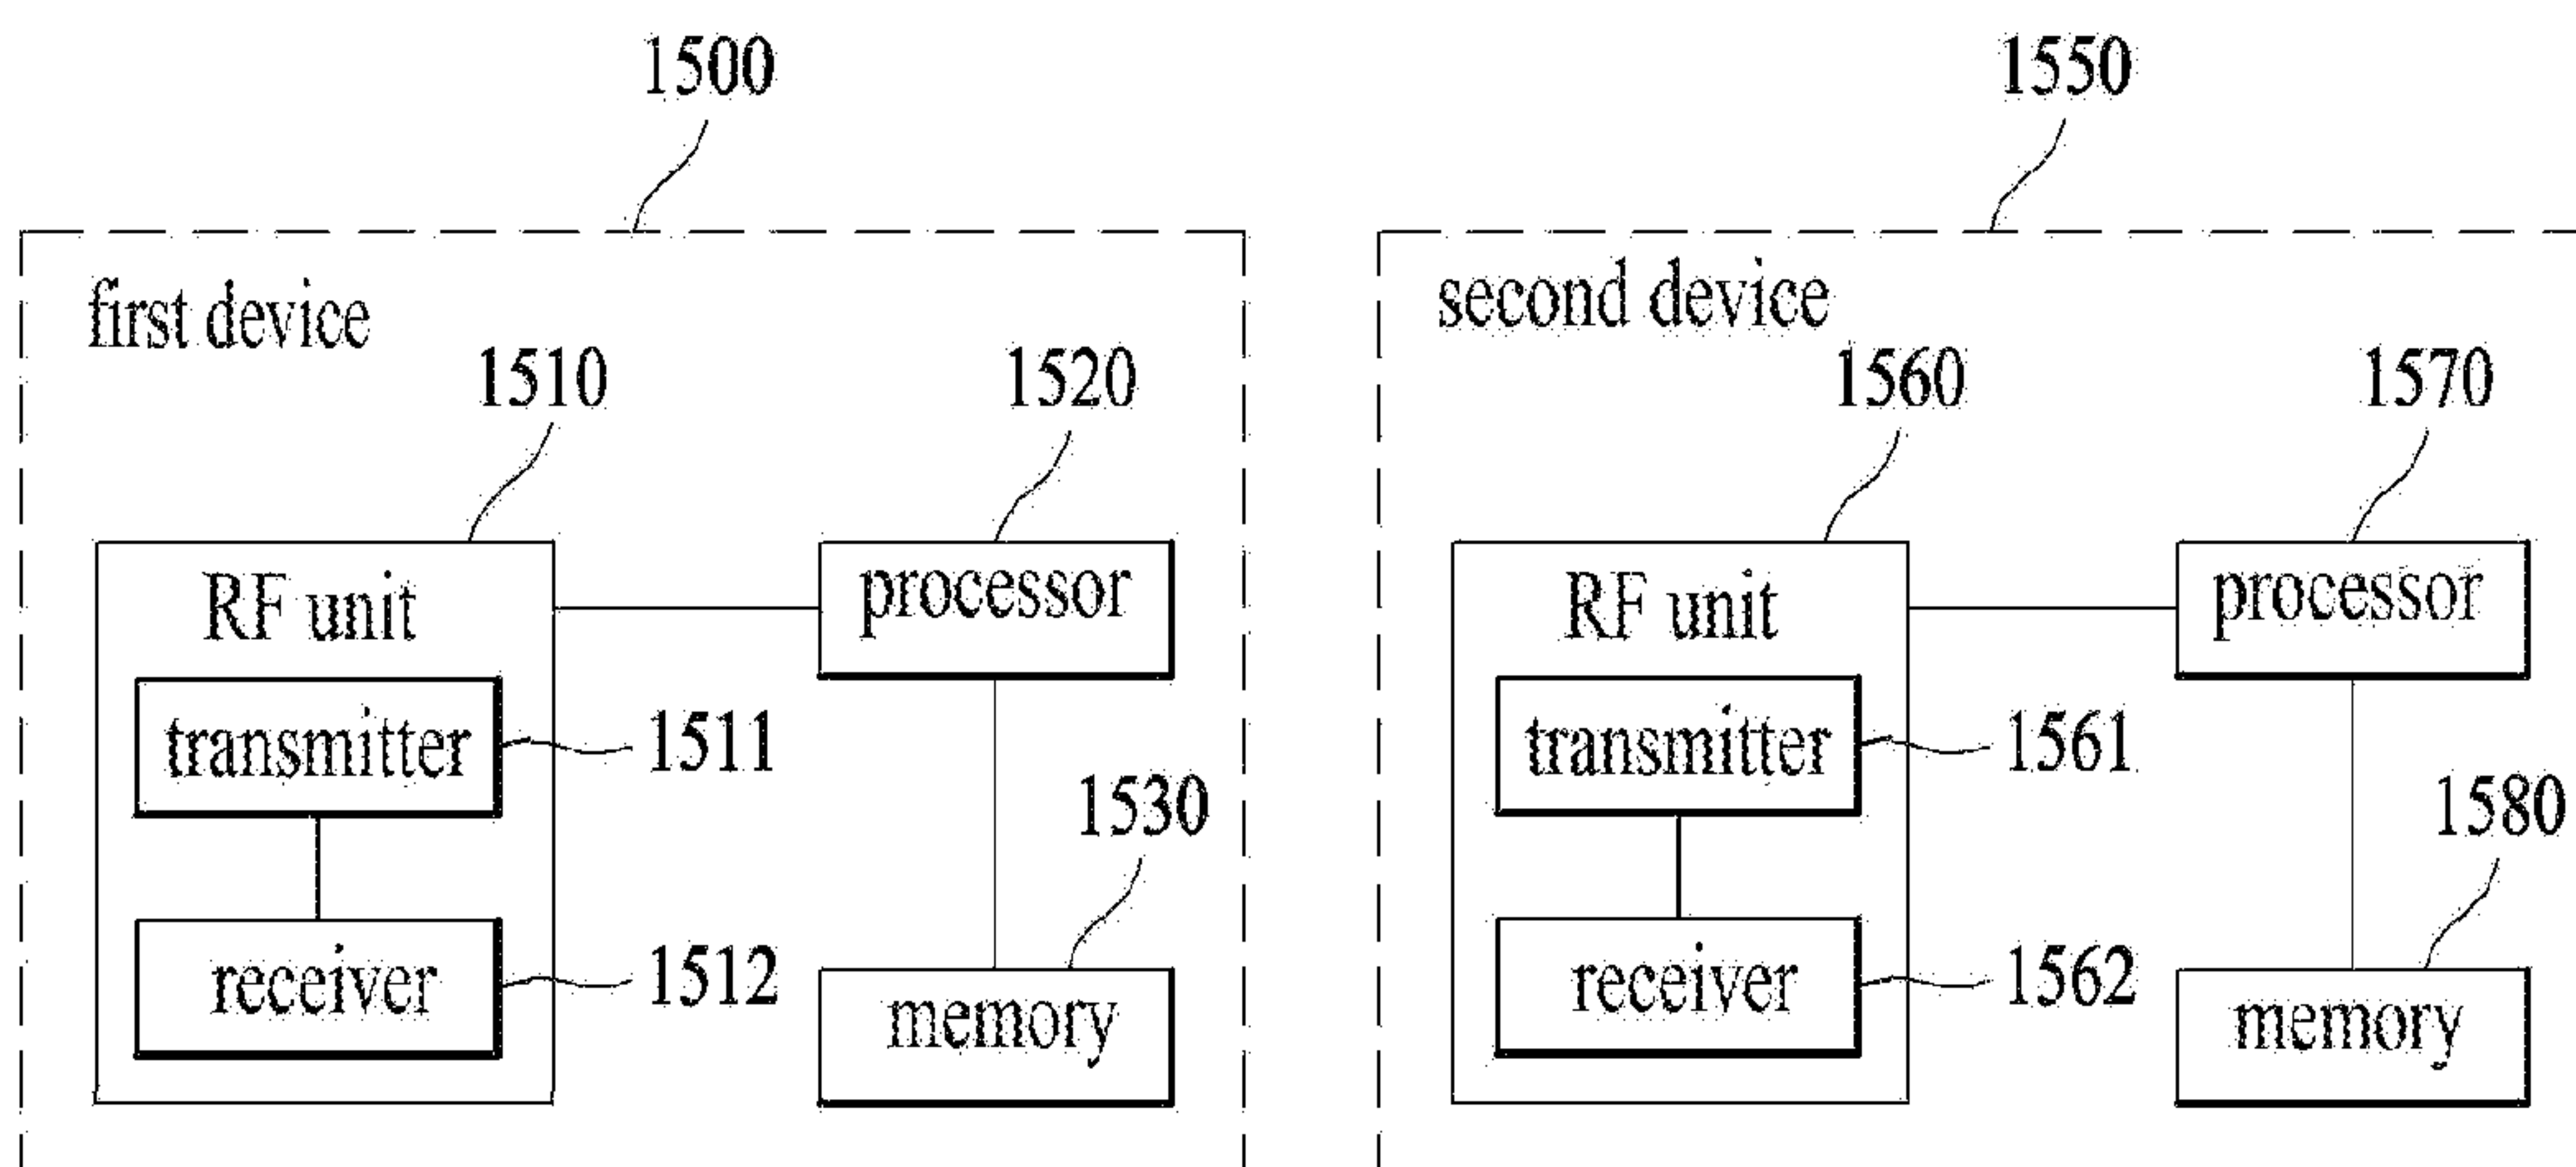 1500
first device
1510
1520
RF unit
processor
transmitter
1511
1530
receiver
1512
memory
1550
second device
1560
1570
RF unit
processor
transmitter
1561
1580
receiver
1562
memory